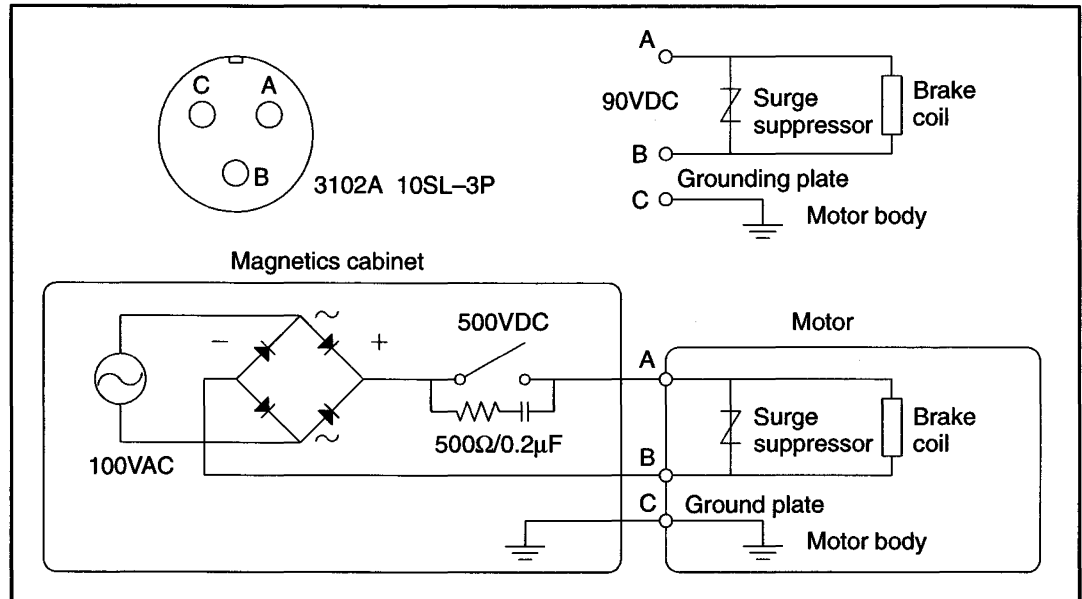 C A
B
3102A 10SL–3P
A
90VDC
Surge
suppressor
Brake
coil
B
Grounding plate
C
Motor body
Magnetics cabinet
~
– +
500VDC
500Ω/0.2μF
~
100VAC
Motor
A
Surge
suppressor
Brake
coil
B
C
Ground plate
Motor body